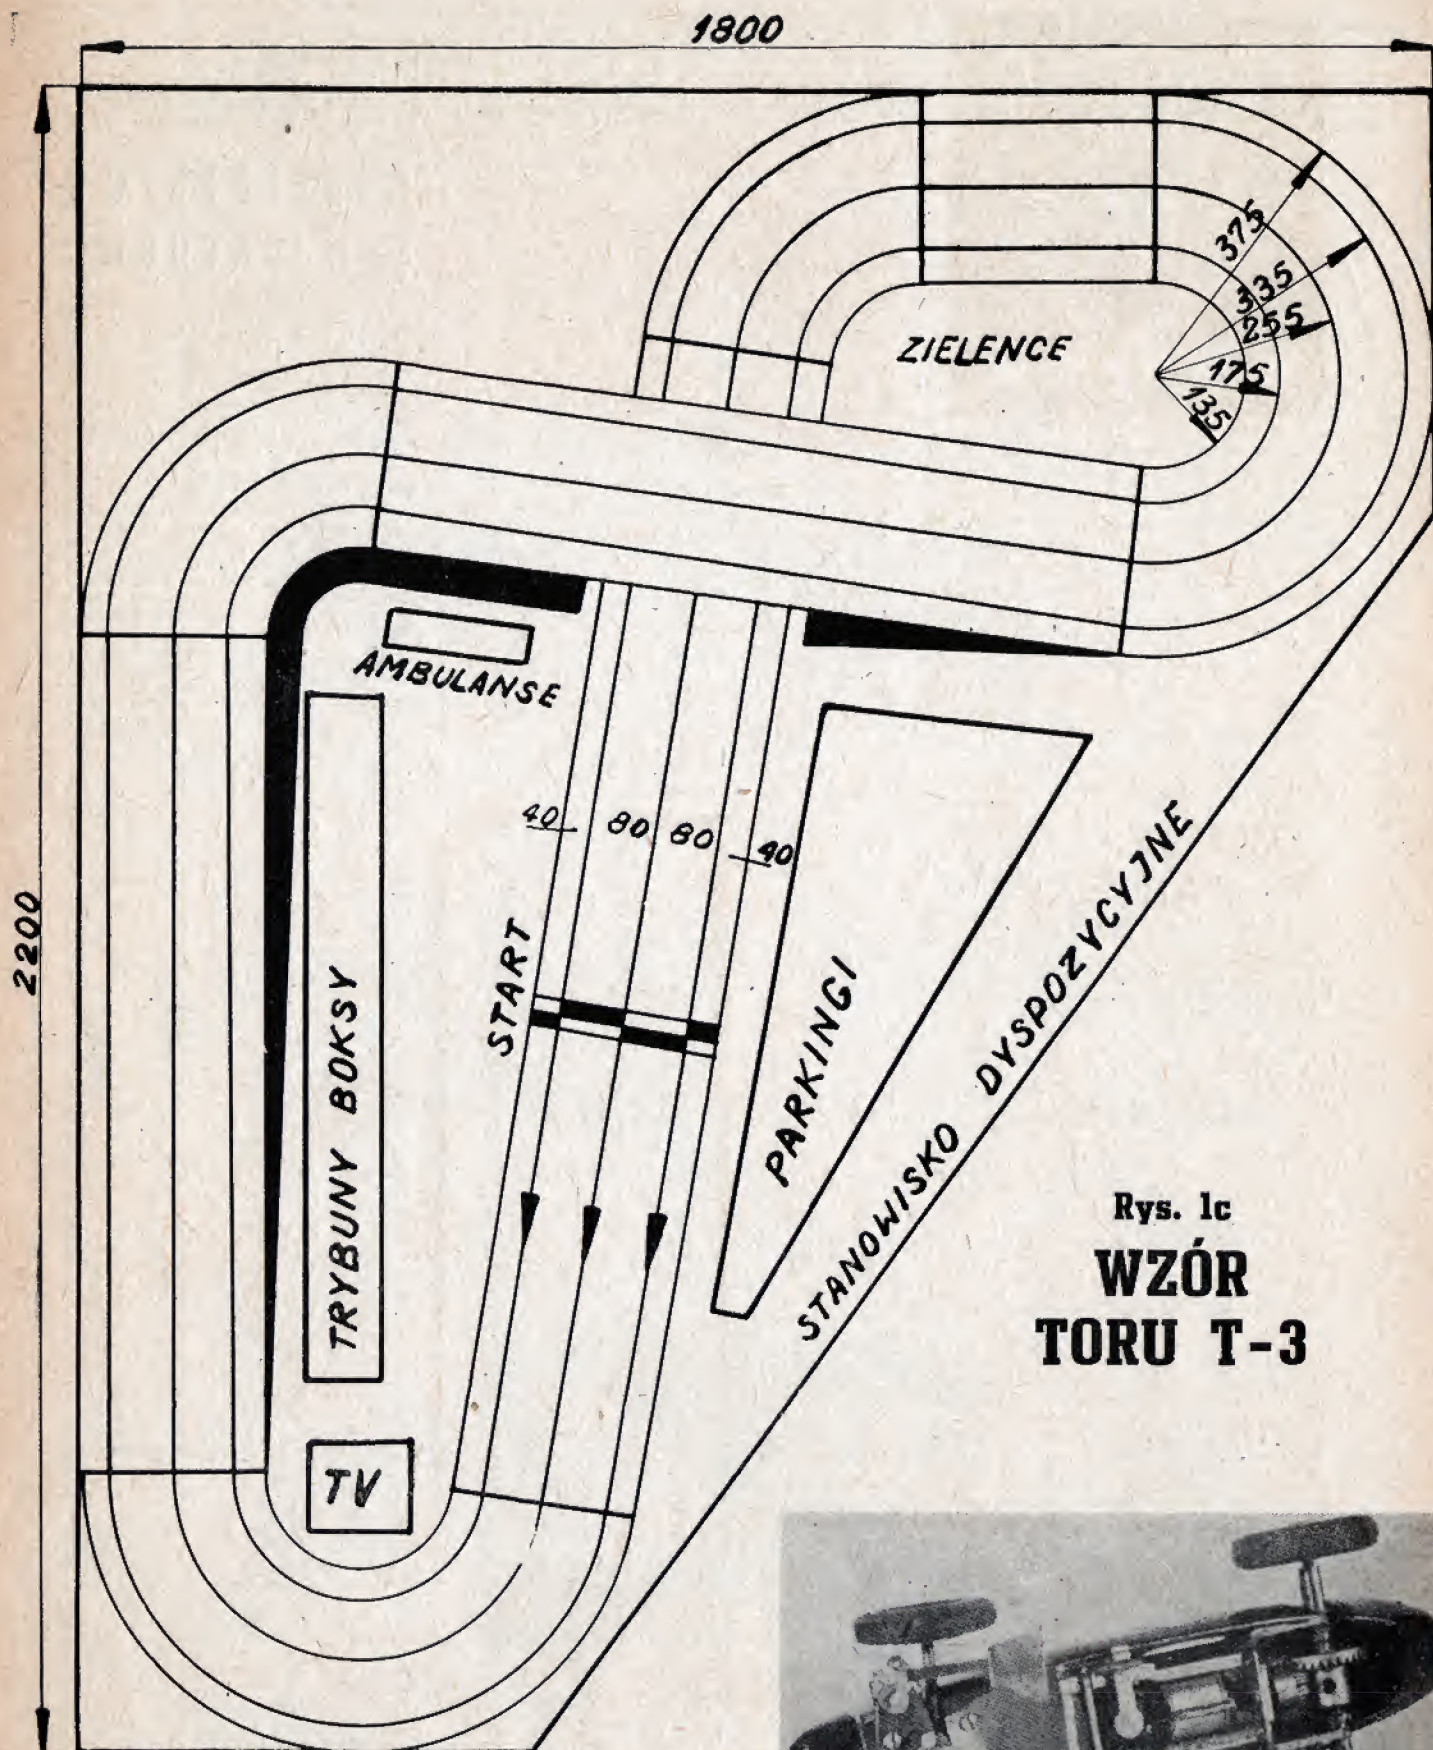 1800
2200
375
335
255
175
135
ZIELENCE
AMBULANSE
40 80 80 40
START
TRYBUNY BOKSY
PARKINGI
STANOWISKO DYSPOZYCYJNE
TV
Rys. 1c
WZÓR
TORU T-3